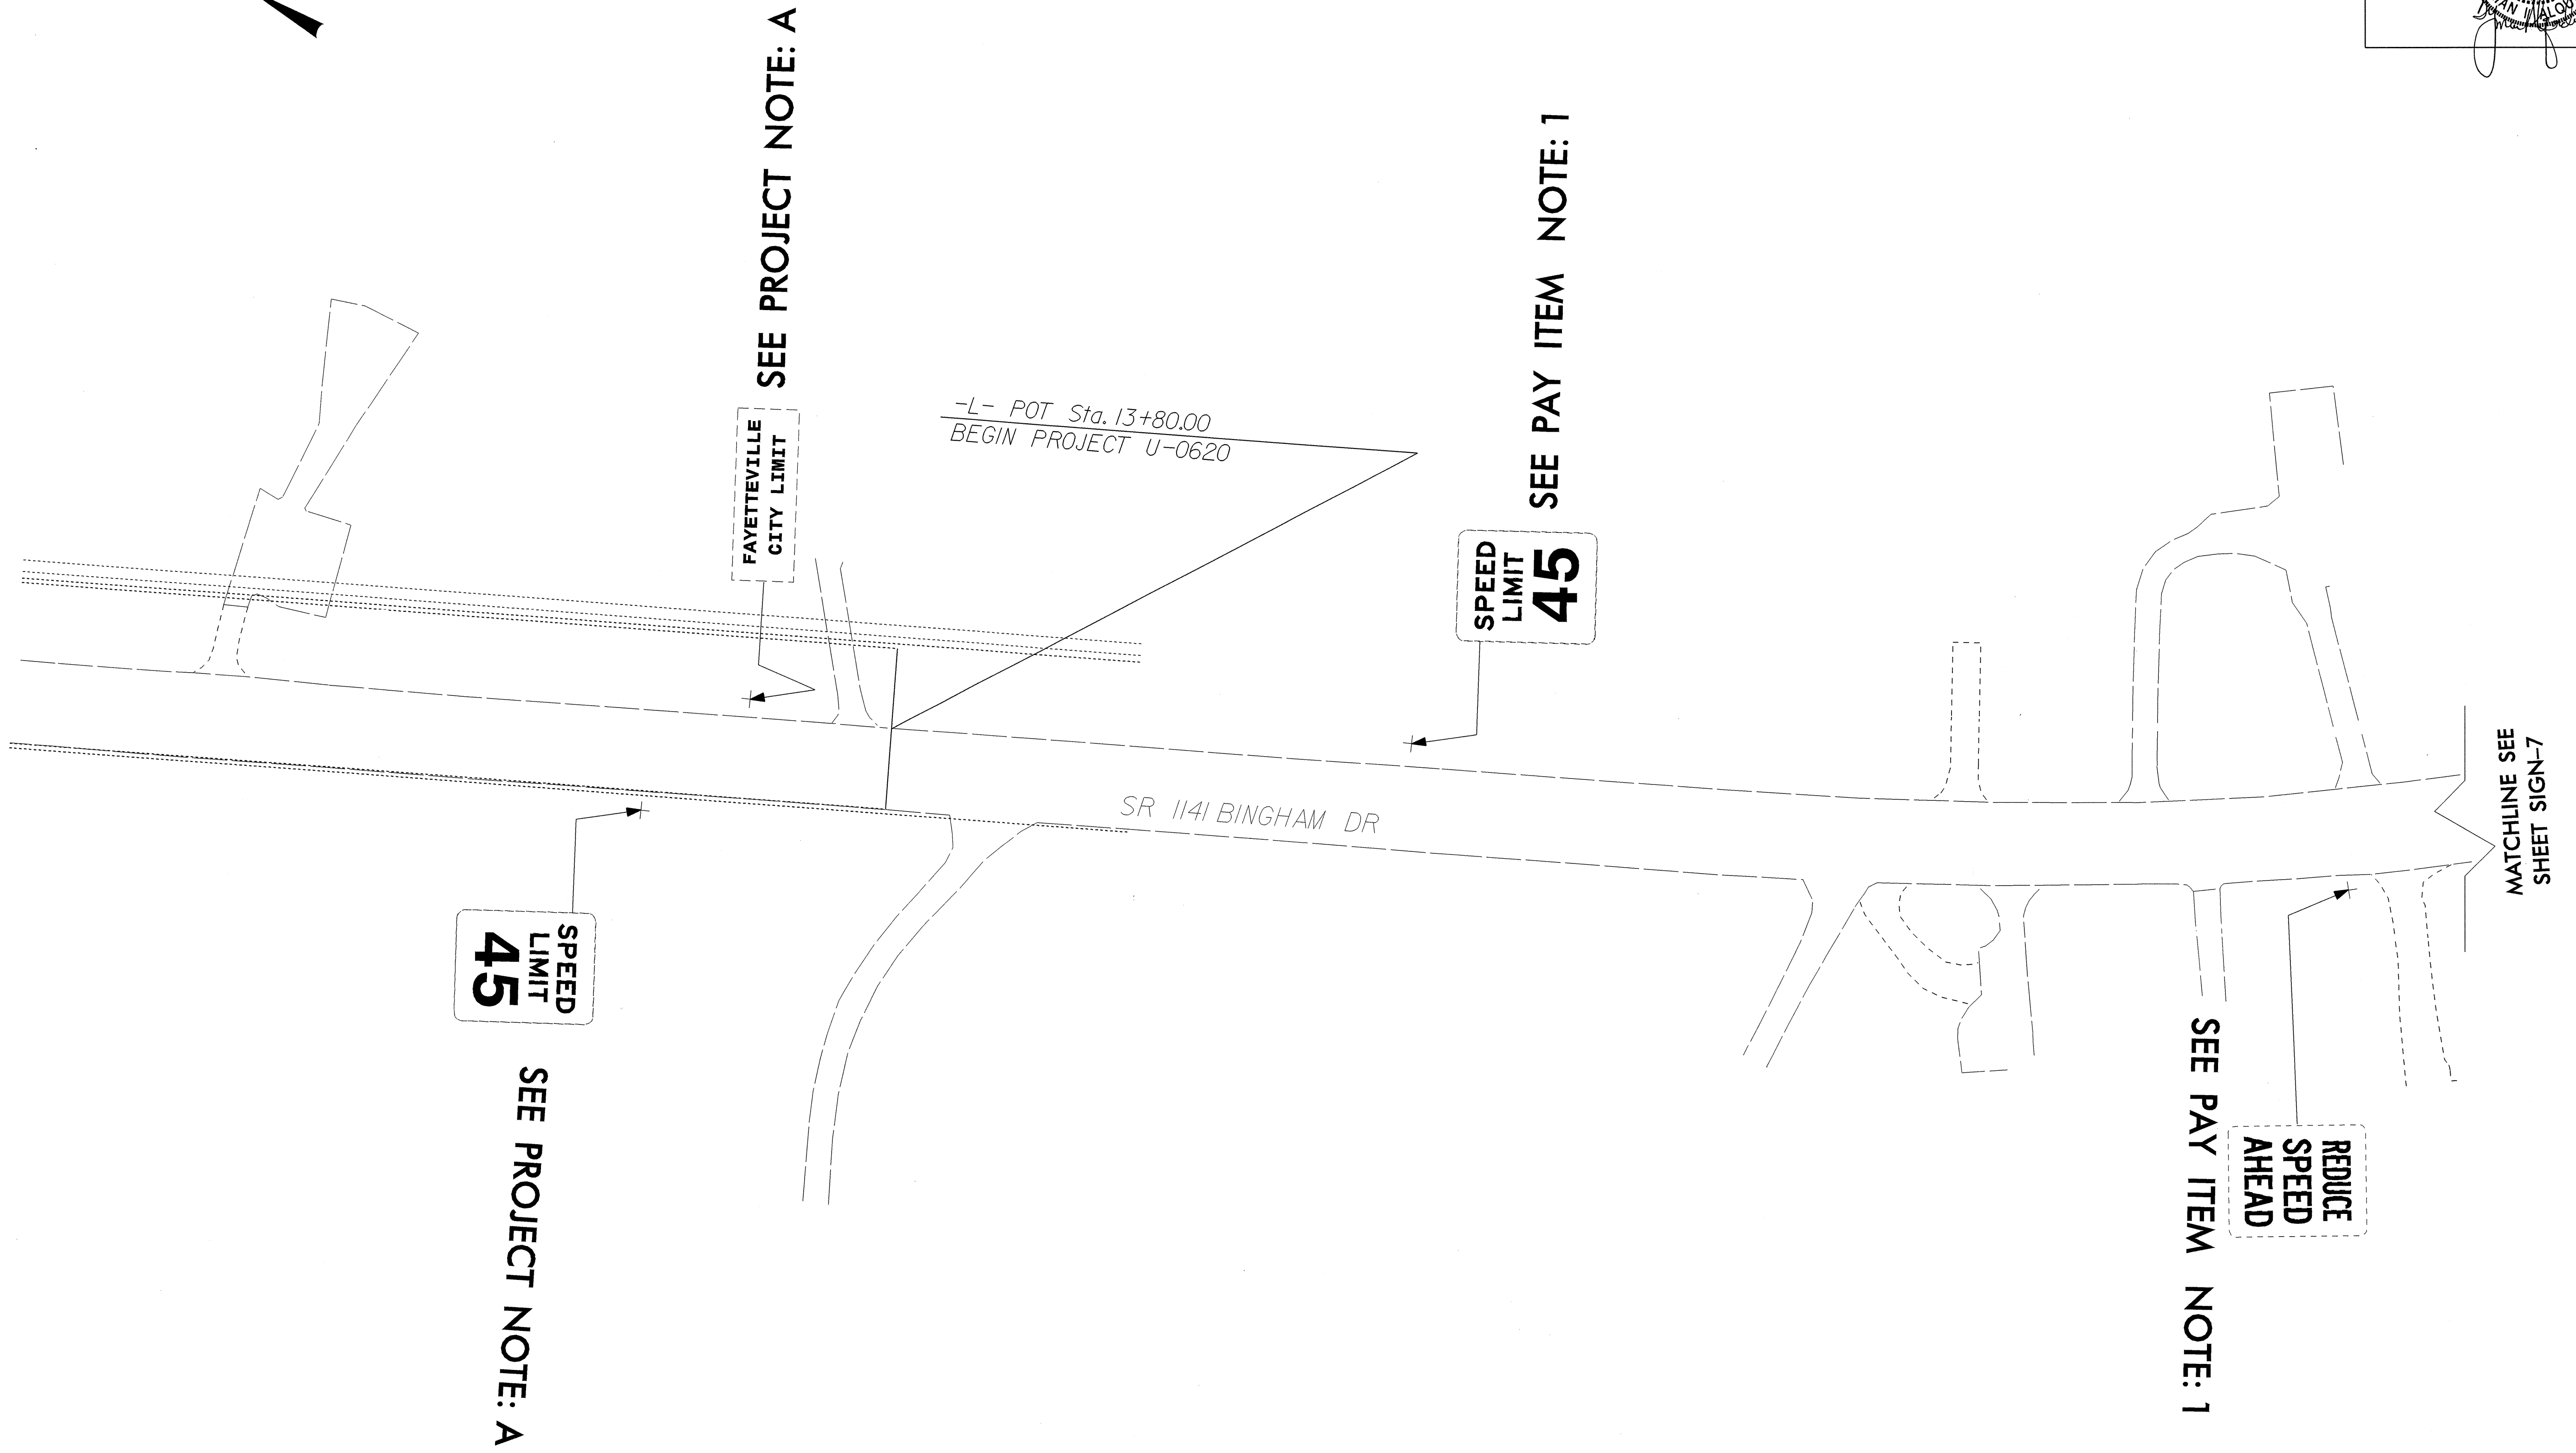 SEE PROJECT NOTE: A
FAYETTEVILLE
CITY LIMIT
-L- POT Sta. 13+80.00
BEGIN PROJECT U-0620
SEE PAY ITEM NOTE: 1
SPEED
LIMIT
45
SR 1141 BINGHAM DR
MATCHLINE SEE
SHEET SIGN-7
SPEED
LIMIT
45
SEE PROJECT NOTE: A
SEE PAY ITEM NOTE: 1
REDUCE
SPEED
AHEAD